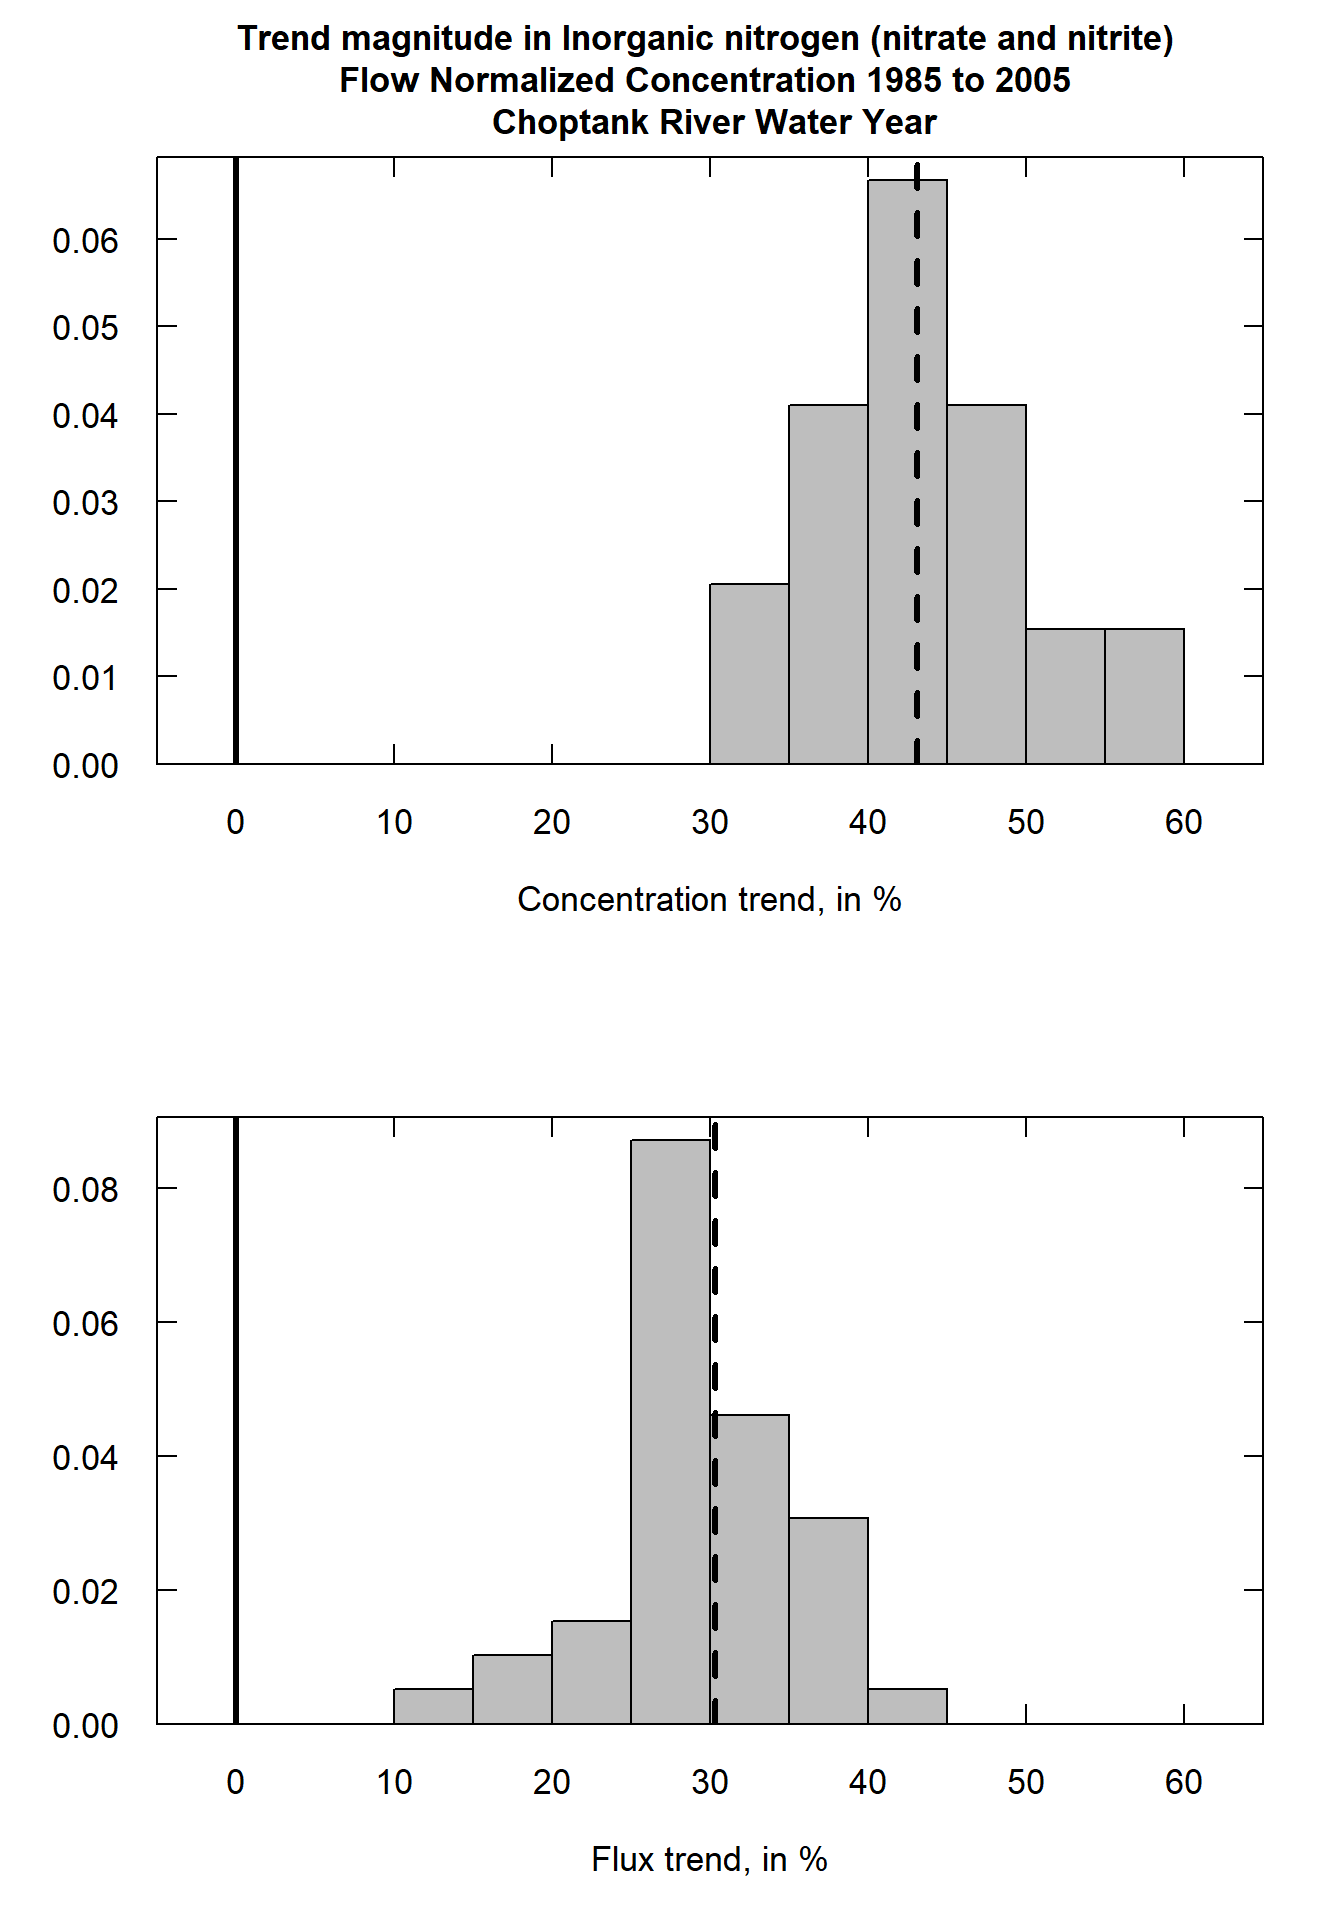 Trend magnitude in Inorganic nitrogen (nitrate and nitrite)
Flow Normalized Concentration 1985 to 2005
Choptank River Water Year
0.06
0.05
0.04
0.03
0.02
0.01
0.00
0 10 20 30 40 50 60
Concentration trend, in %
0.08
0.06
0.04
0.02
0.00
0 10 20 30 40 50 60
Flux trend, in %